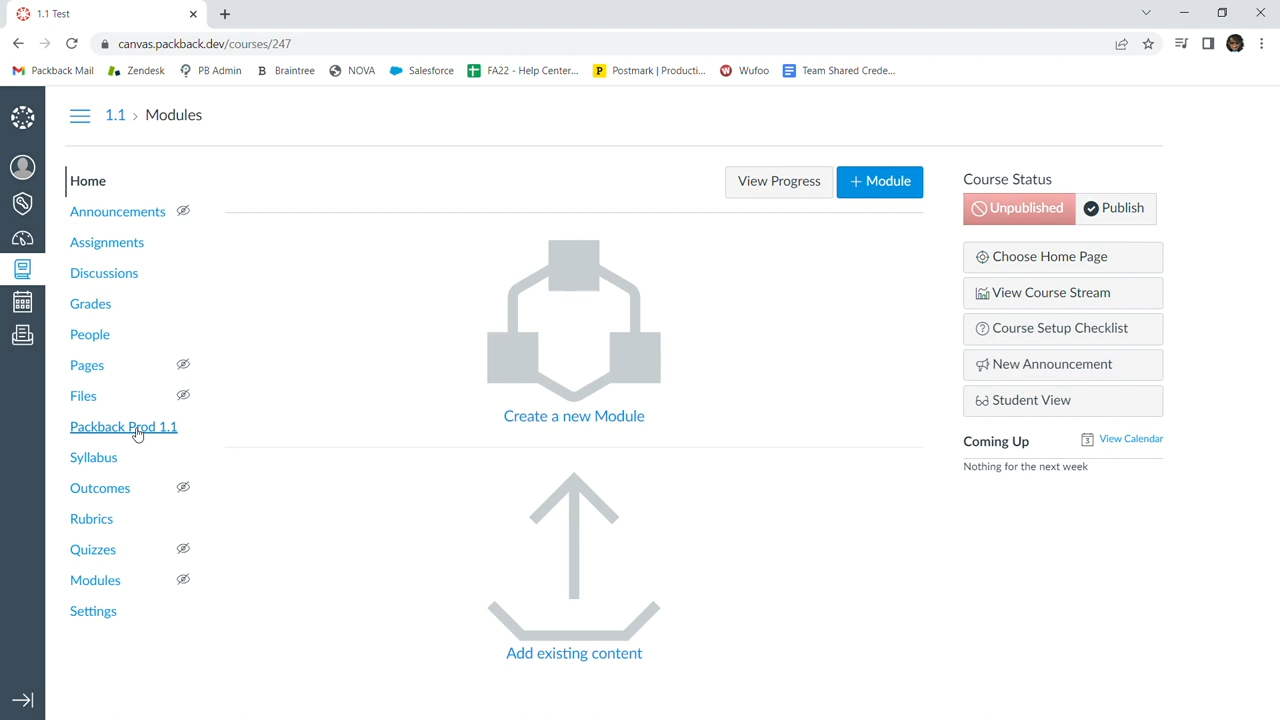 1.1 Test
canvas.packback.dev/courses/247
Packback Mail
Zendesk
PB Admin
B Braintree
NOVA
Salesforce
FA22 - Help Center...
P Postmark | Producti...
W Wufoo
Team Shared Crede...
1.1 › Modules
Home
Announcements
Assignments
Discussions
Grades
People
Pages
Files
Packback Prod 1.1
Syllabus
Outcomes
Rubrics
Quizzes
Modules
Settings
View Progress
+ Module
Create a new Module
Add existing content
Course Status
Unpublished
Publish
Choose Home Page
View Course Stream
Course Setup Checklist
New Announcement
Student View
Coming Up
3 View Calendar
Nothing for the next week